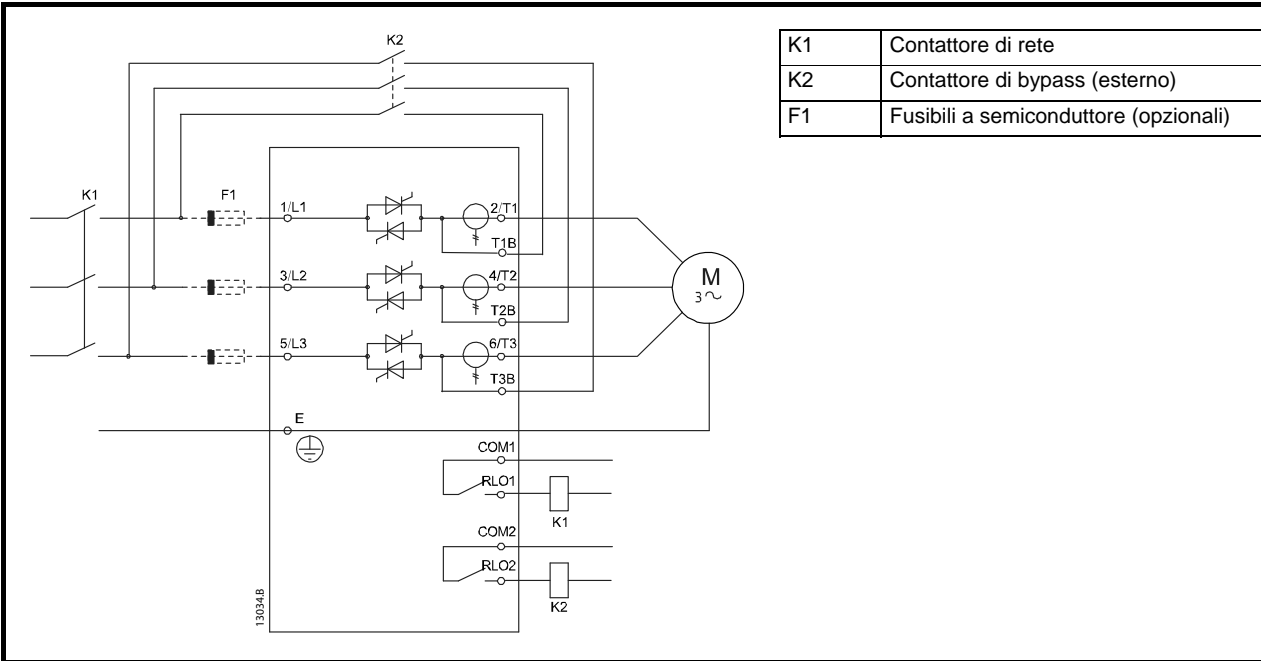 K2
K1 Contattore di rete
K2 Contattore di bypass (esterno)
F1 Fusibili a semiconduttore (opzionali)
K1
F1
1/L1
2/T1
T1B
3/L2
4/T2
T2B
M
3~
5/L3
6/T3
T3B
E
COM1
RLO1
K1
COM2
RLO2
K2
13034.B